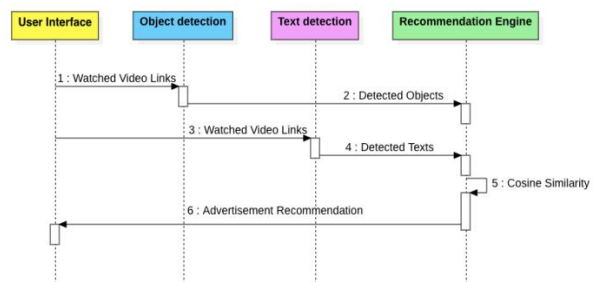 User Interface
Object detection
Text detection
Recommendation Engine
1 : Watched Video Links
2 : Detected Objects
3 : Watched Video Links
4 : Detected Texts
5 : Cosine Similarity
6 : Advertisement Recommendation